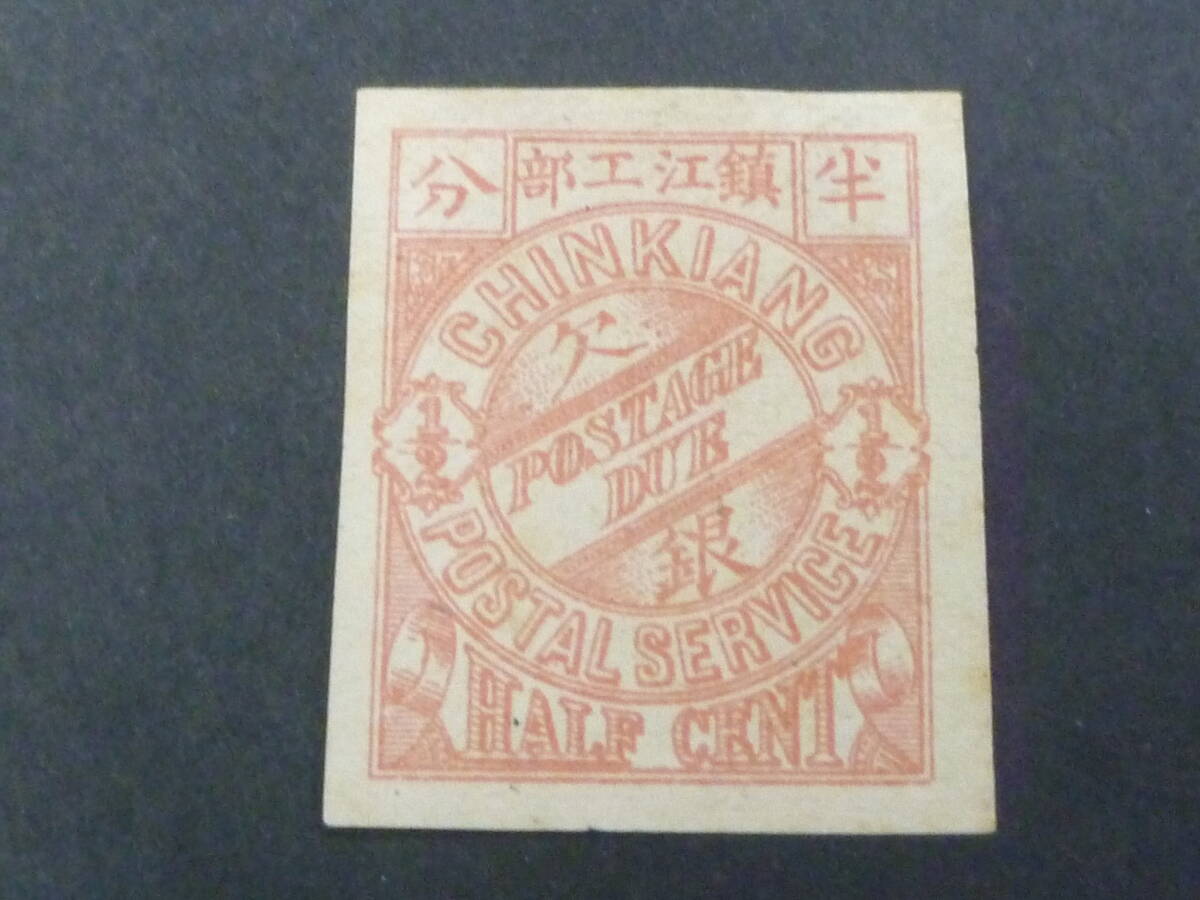 半 鎮江工部 分
CHINKIANG
欠
1/2 POSTAGE 1/2
DUE
銀
POSTAL SERVICE
HALF CENT